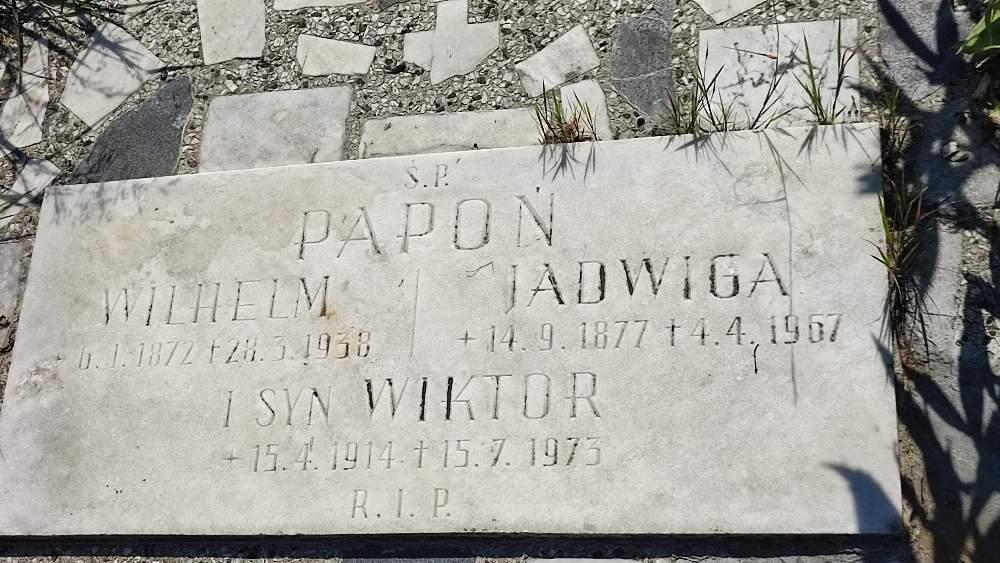 Ś.P.
PAPOŃ
WILHELM JADWIGA
+ 6.1.1872 † 28.3.1938 + 14.9.1877 † 4.4.1967
I SYN WIKTOR
+ 15.4.1914 † 15.7.1973
R.I.P.